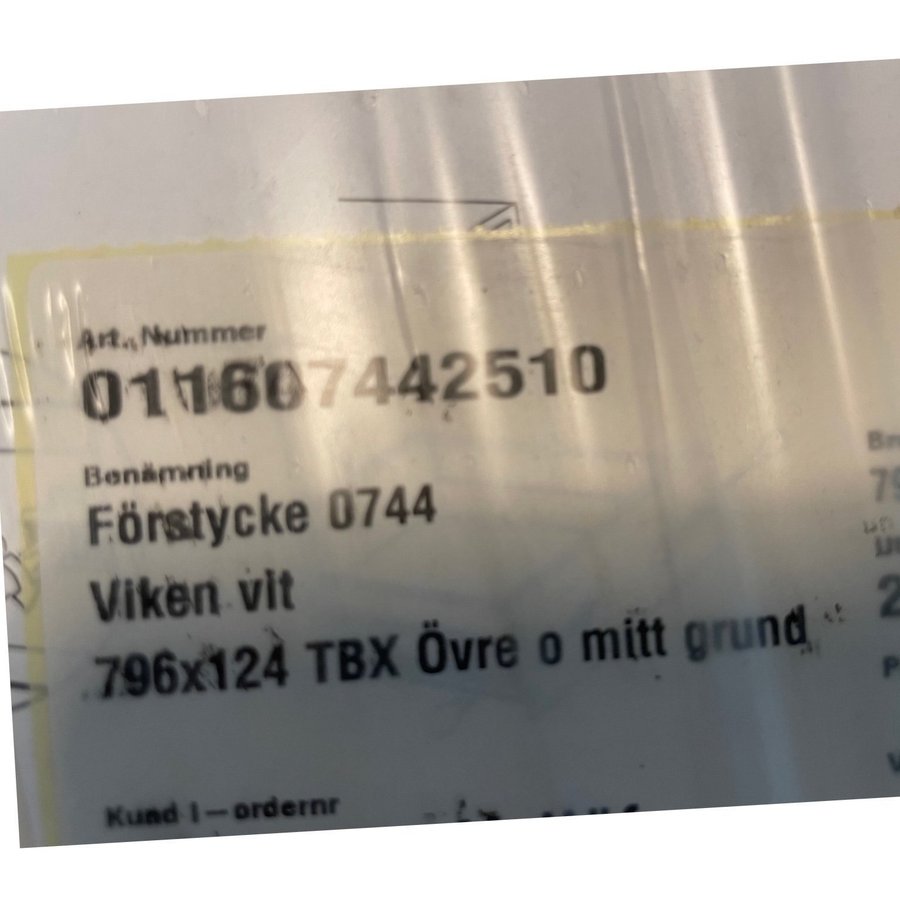 Art. Nummer
011607442510
Benämning
Förstycke 0744
Viken vit
796x124 TBX Övre o mitt grund
Kund I-ordernr